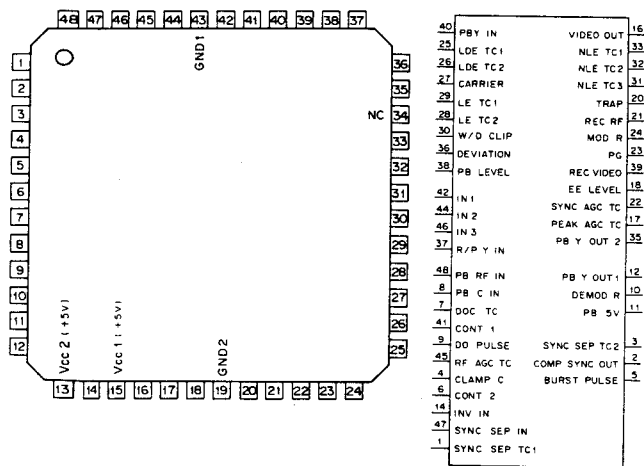 48 47 46 45 44 43 42 41 40 39 38 37
GND1
1 36
2 35
3 NC 34
4 33
5 32
6 31
7 30
8 29
9 28
10 27
11 26
12 25
Vcc 2 (+5V)
Vcc 1 (+5V)
GND2
13 14 15 16 17 18 19 20 21 22 23 24
40 PBY IN VIDEO OUT 16
25 LDE TC1 NLE TC1 33
26 LDE TC2 NLE TC2 32
27 CARRIER NLE TC3 31
29 LE TC1 TRAP 20
28 LE TC2 REC RF 21
30 W/D CLIP MOD R 24
36 DEVIATION PG 23
38 PB LEVEL REC VIDEO 39
EE LEVEL 18
42 IN1 SYNC AGC TC 22
44 IN2 PEAK AGC TC 17
46 IN3 PB Y OUT 2 35
37 R/P Y IN
48 PB RF IN PB Y OUT1 12
8 PB C IN DEMOD R 10
7 DOC TC PB 5V 11
41 CONT 1
9 DO PULSE SYNC SEP TC2 3
45 RF AGC TC COMP SYNC OUT 2
4 CLAMP C BURST PULSE 5
6 CONT 2
14 INV IN
47 SYNC SEP IN
1 SYNC SEP TC1